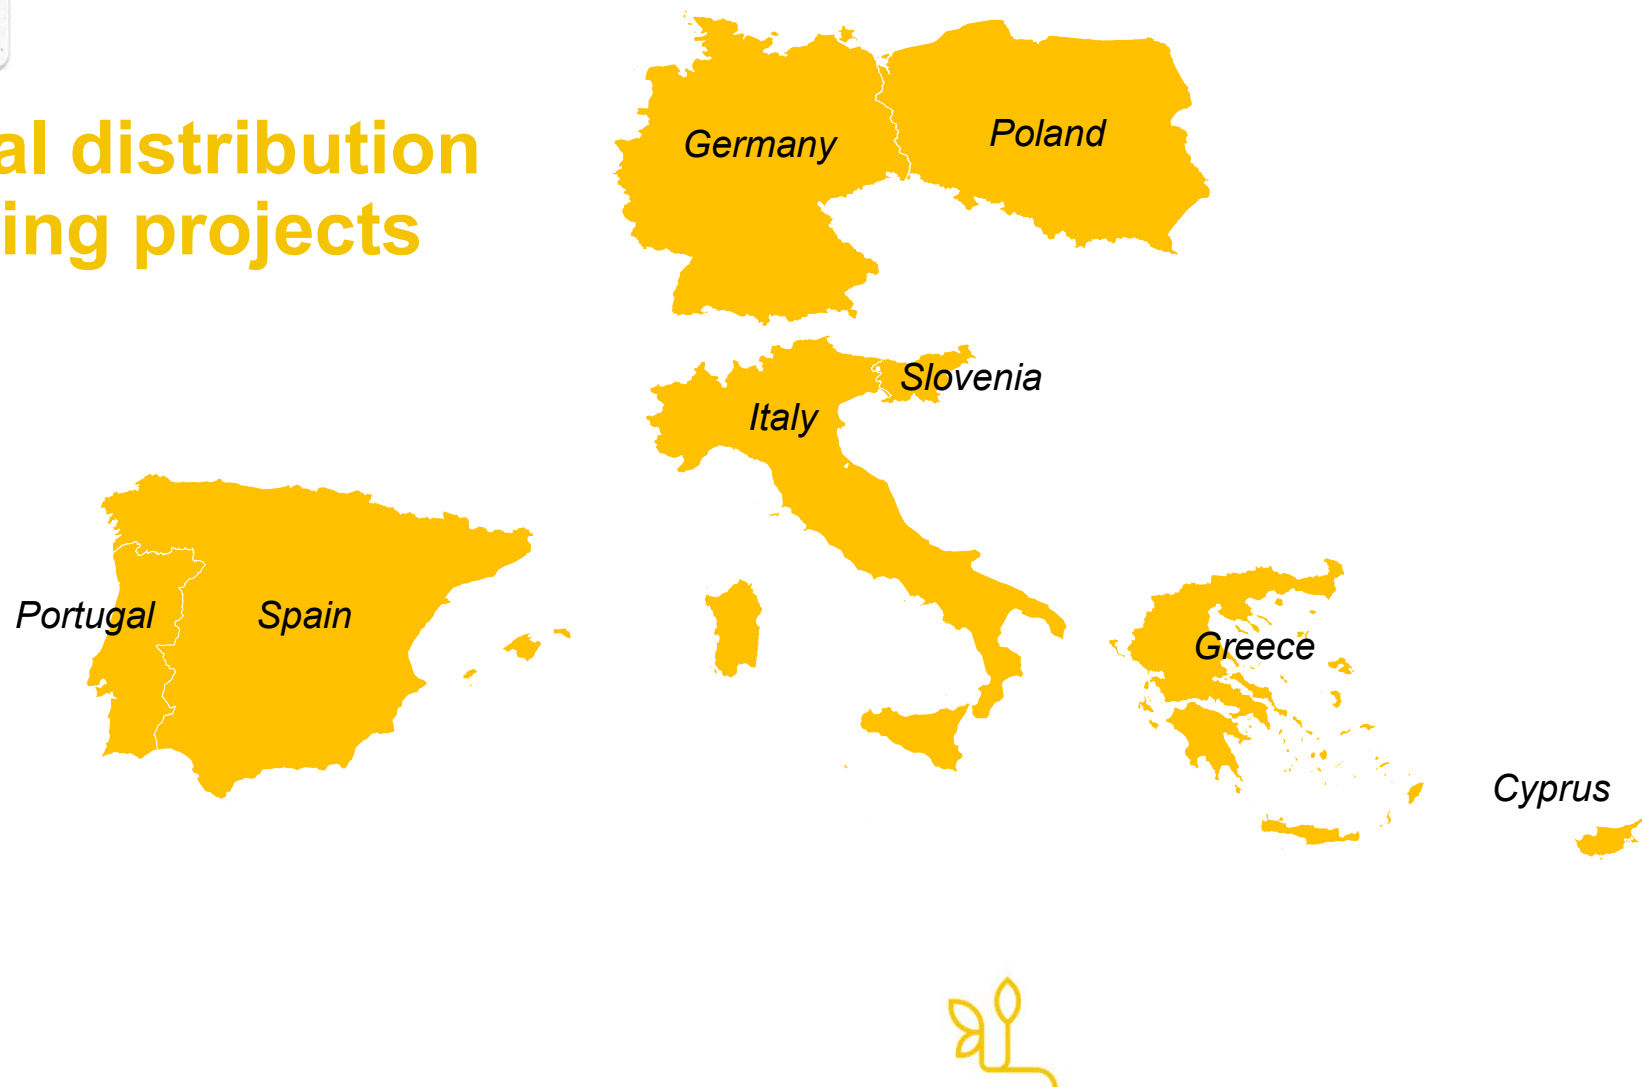 al distribution
ing projects
Germany
Poland
Slovenia
Italy
Portugal
Spain
Greece
Cyprus